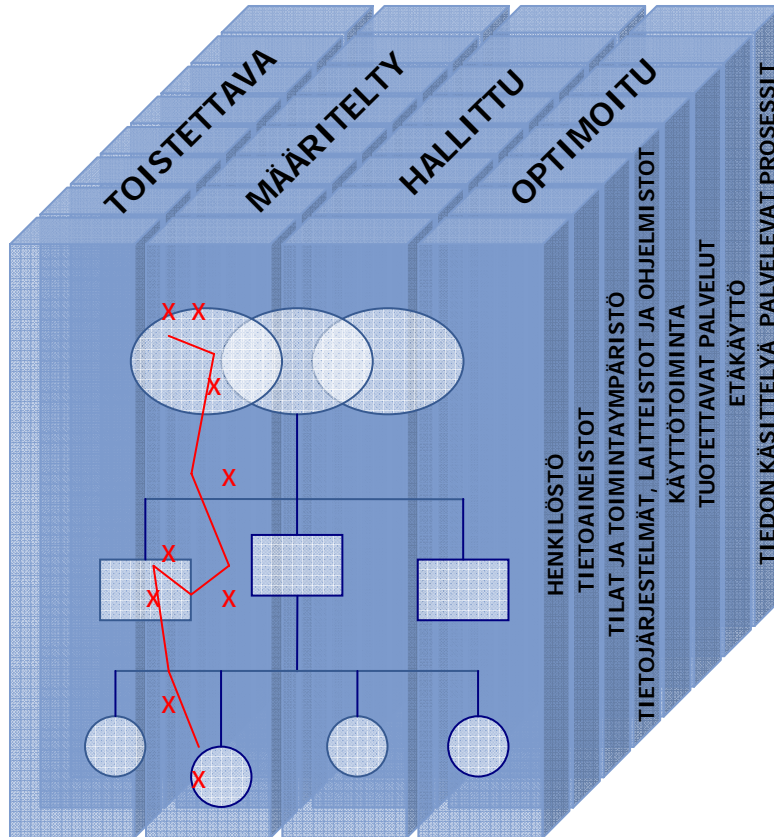 TOISTETTAVA
MÄÄRITELTY
HALLITTU
OPTIMOITU
X X
X
X
X
X X
X
X
HENKILÖSTÖ
TIETOAINEISTOT
TILAT JA TOIMINTAYMPÄRISTÖ
TIETOJÄRJESTELMÄT, LAITTEISTOT JA OHJELMISTOT
KÄYTTÖTOIMINTA
TUOTETTAVAT PALVELUT
ETÄKÄYTTÖ
TIEDON KÄSITTELYÄ PALVELEVAT PROSESSIT